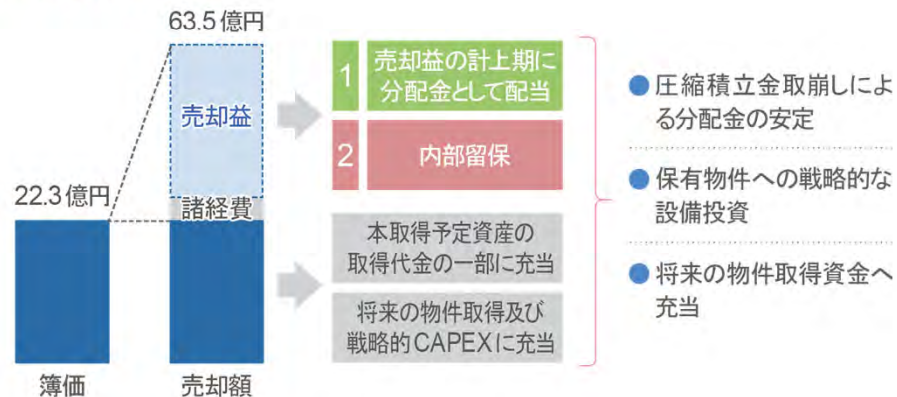 63.5億円
売却益
22.3億円
諸経費
簿価
売却額
1
売却益の計上期に
分配金として配当
2
内部留保
本取得予定資産の
取得代金の一部に充当
将来の物件取得及び
戦略的CAPEXに充当
● 圧縮積立金取崩しによ
る分配金の安定
● 保有物件への戦略的な
設備投資
● 将来の物件取得資金へ
充当